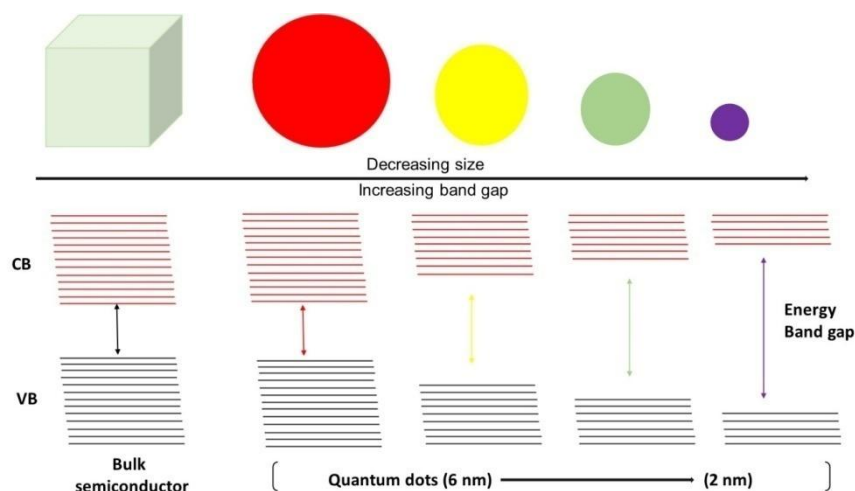 Decreasing size
Increasing band gap
CB
Energy
Band gap
VB
Bulk
semiconductor
Quantum dots (6 nm) (2 nm)